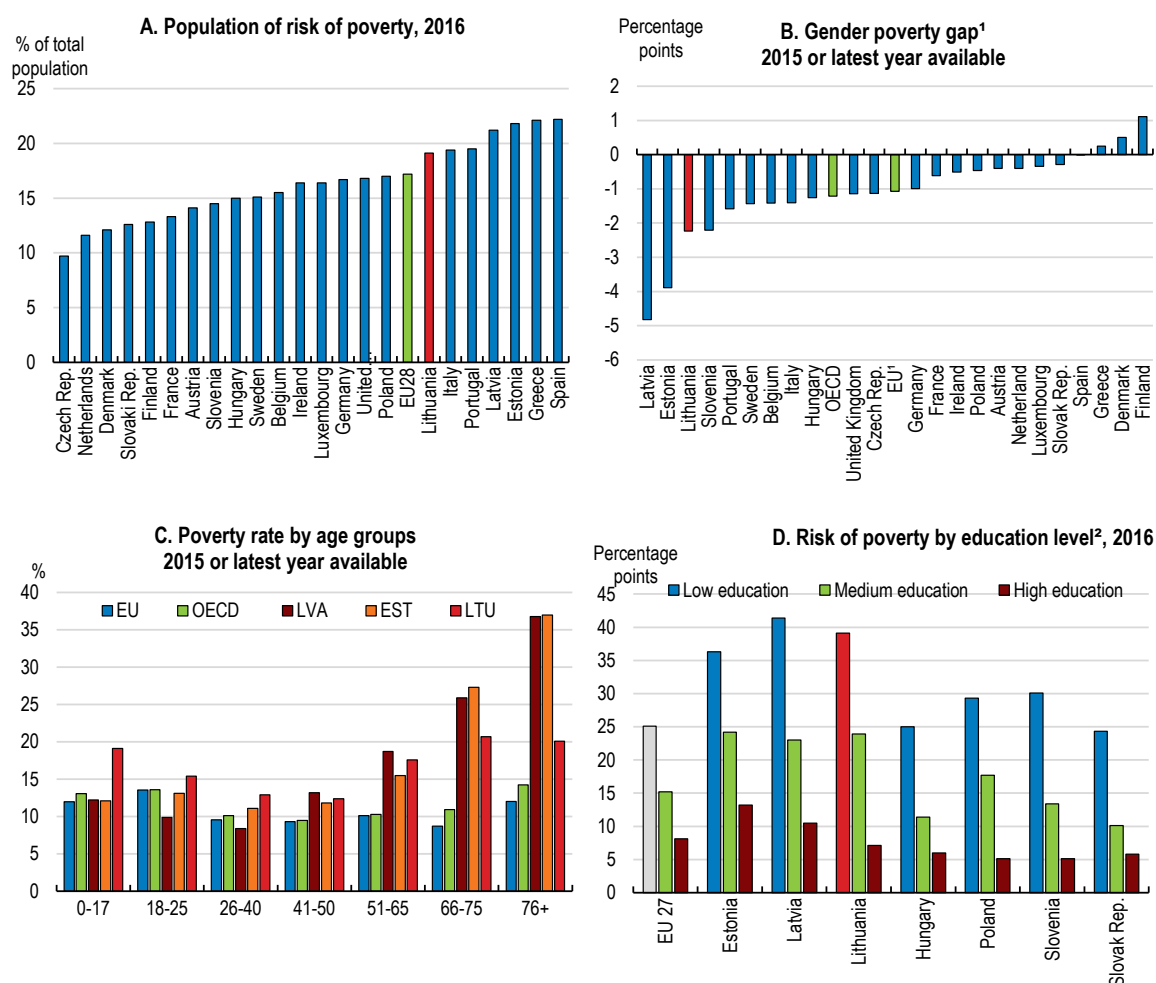 A. Population of risk of poverty, 2016
% of total
population
25
20
15
10
5
0
Czech Rep.
Netherlands
Denmark
Slovaki Rep.
Finland
France
Austria
Slovenia
Hungary
Sweden
Belgium
Ireland
Luxembourg
Germany
United…
Poland
EU28
Lithuania
Italy
Portugal
Latvia
Estonia
Greece
Spain
B. Gender poverty gap¹
2015 or latest year available
Percentage
points
2
1
0
-1
-2
-3
-4
-5
-6
Latvia
Estonia
Lithuania
Slovenia
Portugal
Sweden
Belgium
Italy
Hungary
OECD
United Kingdom
Czech Rep.
EU¹
Germany
France
Ireland
Poland
Austria
Netherland
Luxembourg
Slovak Rep.
Spain
Greece
Denmark
Finland
C. Poverty rate by age groups
2015 or latest year available
%
40
35
30
25
20
15
10
5
0
EU OECD LVA EST LTU
0-17 18-25 26-40 41-50 51-65 66-75 76+
D. Risk of poverty by education level², 2016
Percentage
points
45
40
35
30
25
20
15
10
5
0
Low education Medium education High education
EU 27
Estonia
Latvia
Lithuania
Hungary
Poland
Slovenia
Slovak Rep.